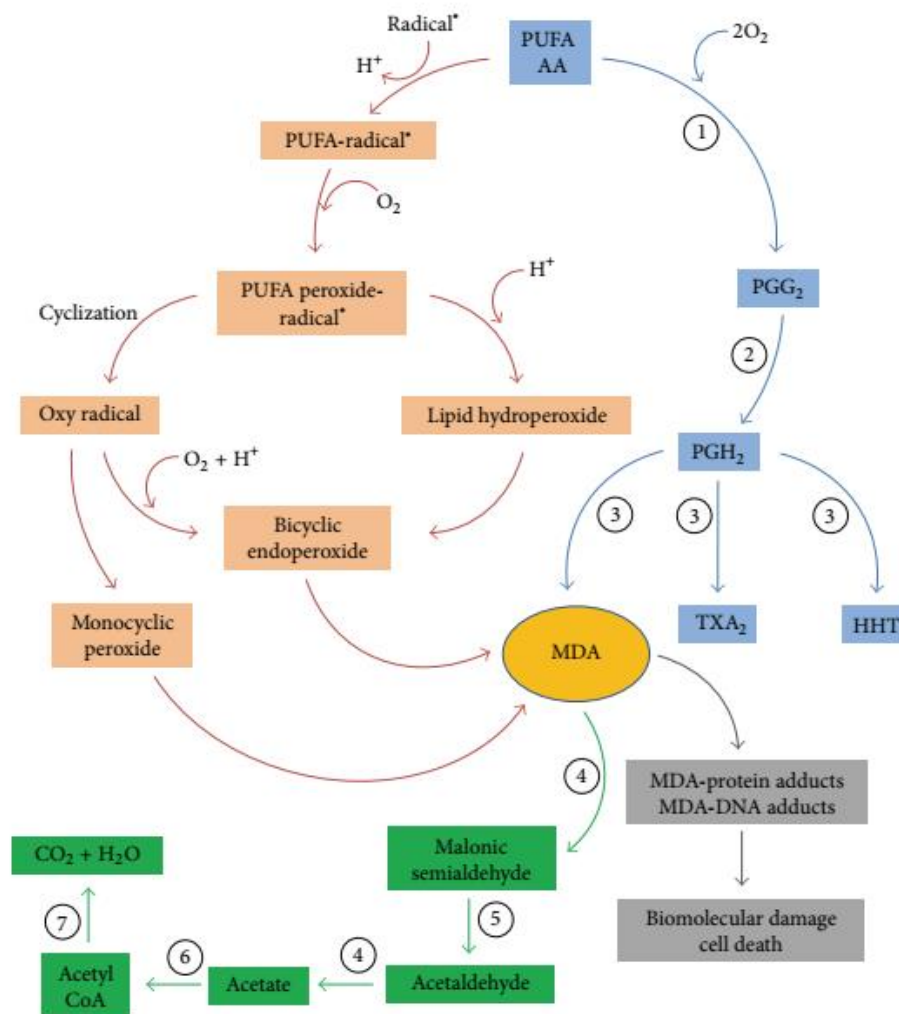 Radical•
H⁺
PUFA
AA
2O₂
1
PUFA-radical•
O₂
PUFA peroxide-
radical•
H⁺
PGG₂
Cyclization
2
Oxy radical
Lipid hydroperoxide
PGH₂
O₂ + H⁺
3
3
3
Bicyclic
endoperoxide
Monocyclic
peroxide
MDA
TXA₂
HHT
4
MDA-protein adducts
MDA-DNA adducts
CO₂ + H₂O
Malonic
semialdehyde
7
5
Biomolecular damage
cell death
Acetyl
CoA
6
Acetate
4
Acetaldehyde